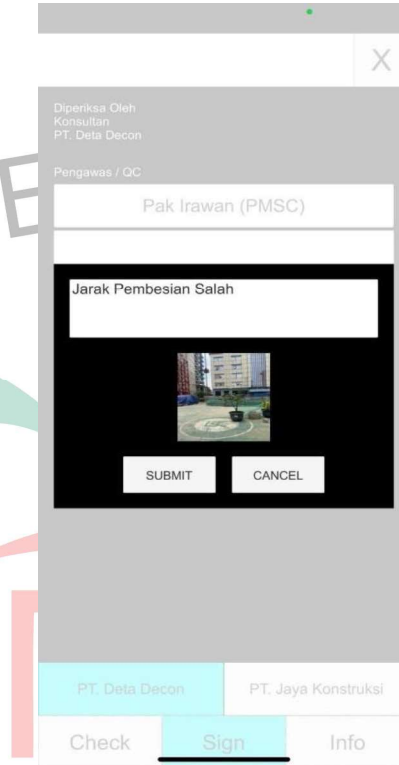 X
Diperiksa Oleh
Konsultan
PT. Deta Decon
Pengawas / QC
Pak Irawan (PMSC)
Jarak Pembesian Salah
SUBMIT CANCEL
PT. Deta Decon PT. Jaya Konstruksi
Check Sign Info